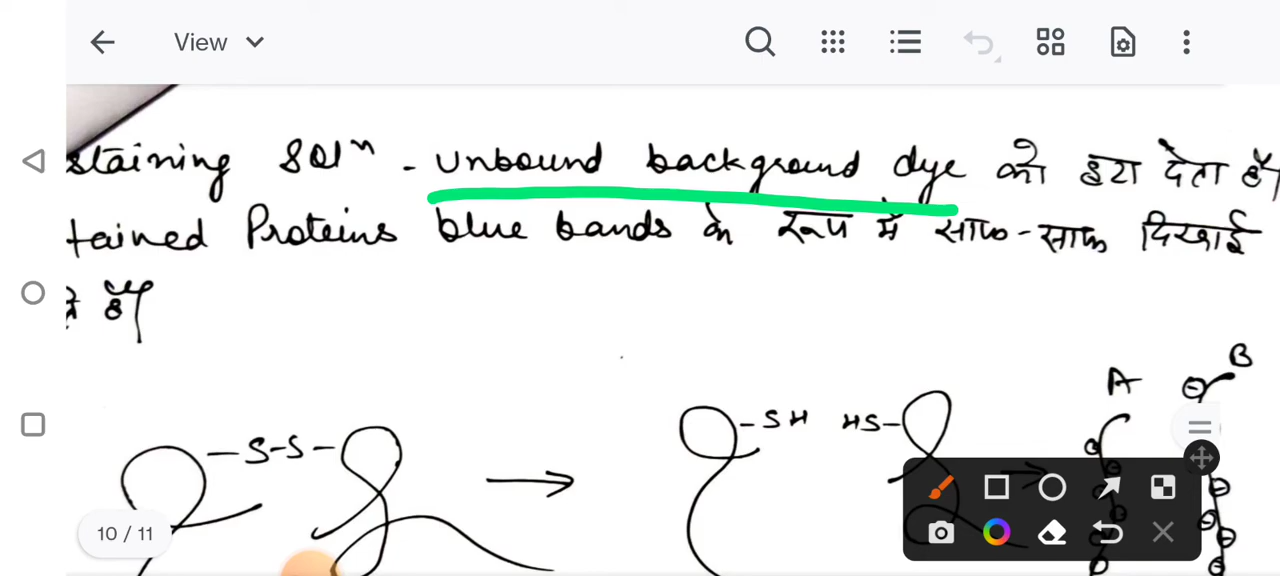 View
staining Solⁿ - unbound background dye को हटा देता है।
tained Proteins blue bands के रूप में साफ - साफ दिखाई
ते हैं।
-S-S-
-SH HS-
A
B
10 / 11